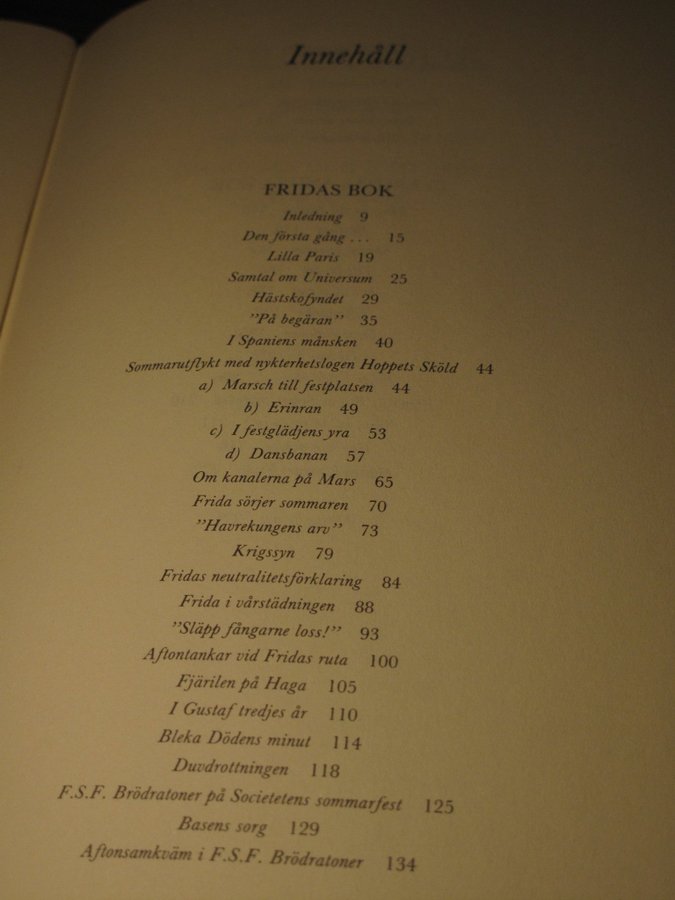 Innehåll
FRIDAS BOK
Inledning 9
Den första gång ... 15
Lilla Paris 19
Samtal om Universum 25
Hästskofyndet 29
”På begäran” 35
I Spaniens månsken 40
Sommarutflykt med nykterhetslogen Hoppets Sköld 44
a) Marsch till festplatsen 44
b) Erinran 49
c) I festglädjens yra 53
d) Dansbanan 57
Om kanalerna på Mars 65
Frida sörjer sommaren 70
”Havrekungens arv” 73
Krigssyn 79
Fridas neutralitetsförklaring 84
Frida i vårstädningen 88
”Släpp fångarne loss!” 93
Aftontankar vid Fridas ruta 100
Fjärilen på Haga 105
I Gustaf tredjes år 110
Bleka Dödens minut 114
Duvdrottningen 118
F.S.F. Brödratoner på Societetens sommarfest 125
Basens sorg 129
Aftonsamkväm i F.S.F. Brödratoner 134